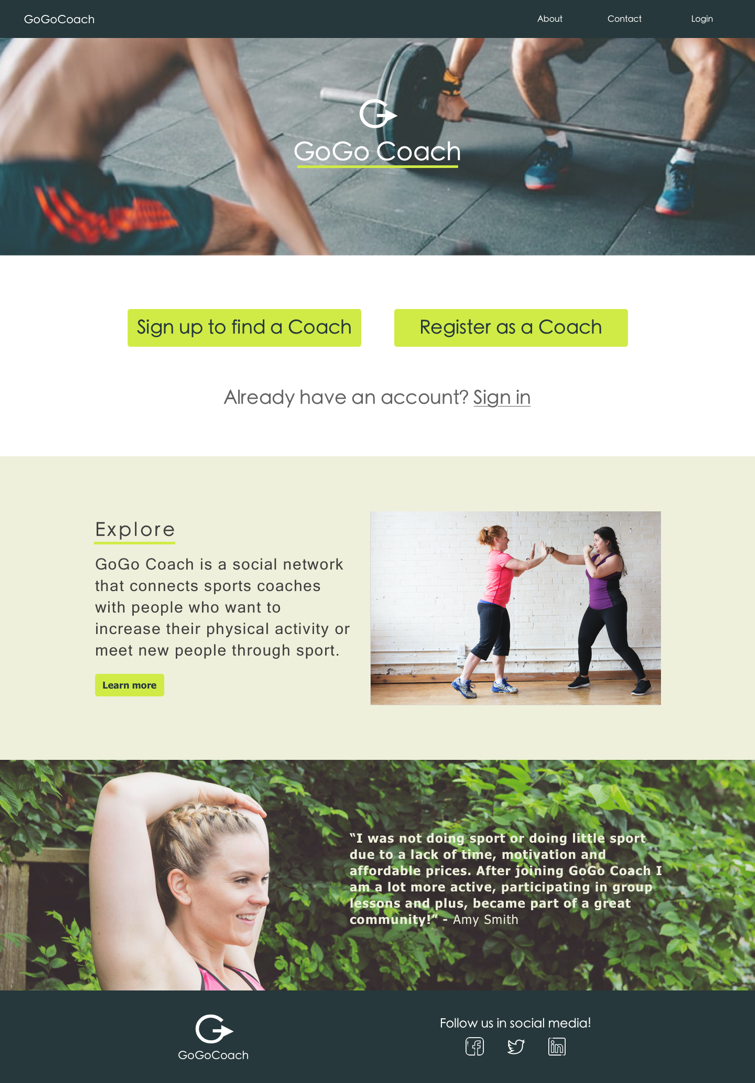 GoGoCoach
About
Contact
Login
GoGo Coach
Sign up to find a Coach
Register as a Coach
Already have an account? Sign in
Explore
GoGo Coach is a social network
that connects sports coaches
with people who want to
increase their physical activity or
meet new people through sport.
Learn more
“I was not doing sport or doing little sport
due to a lack of time, motivation and
affordable prices. After joining GoGo Coach I
am a lot more active, participating in group
lessons and plus, became part of a great
community!” - Amy Smith
GoGoCoach
Follow us in social media!